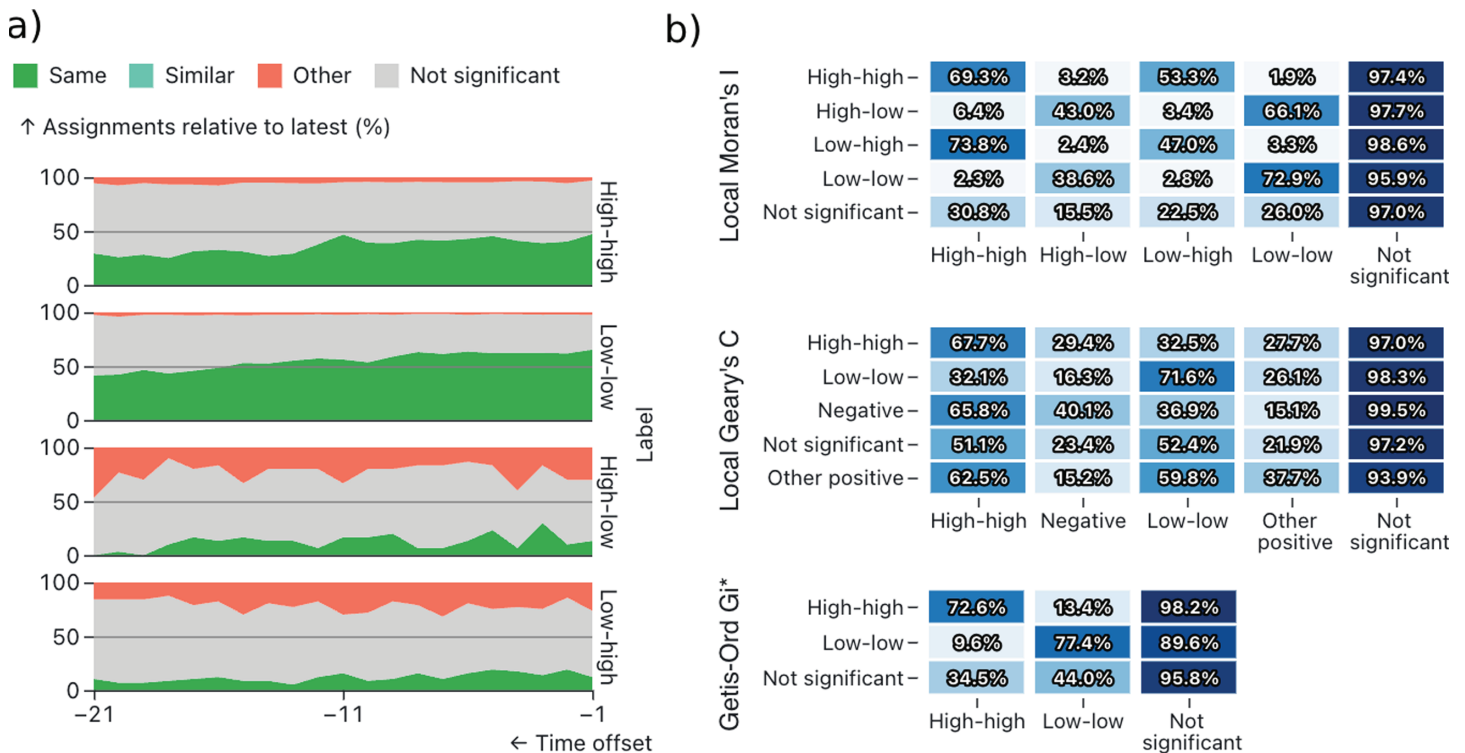 a)
Same Similar Other Not significant
↑ Assignments relative to latest (%)
100
50
0
High-high
100
50
0
Low-low
100
50
0
High-low
100
50
0
Low-high
Label
−21 −11 −1
← Time offset
b)
Local Moran's I
High-high 69.3% 3.2% 53.3% 1.9% 97.4%
High-low 6.4% 43.0% 3.4% 66.1% 97.7%
Low-high 73.8% 2.4% 47.0% 3.3% 98.6%
Low-low 2.3% 38.6% 2.8% 72.9% 95.9%
Not significant 30.8% 15.5% 22.5% 26.0% 97.0%
High-high High-low Low-high Low-low Not
significant
Local Geary's C
High-high 67.7% 29.4% 32.5% 27.7% 97.0%
Low-low 32.1% 16.3% 71.6% 26.1% 98.3%
Negative 65.8% 40.1% 36.9% 15.1% 99.5%
Not significant 51.1% 23.4% 52.4% 21.9% 97.2%
Other positive 62.5% 15.2% 59.8% 37.7% 93.9%
High-high Negative Low-low Other Not
positive significant
Getis-Ord Gi*
High-high 72.6% 13.4% 98.2%
Low-low 9.6% 77.4% 89.6%
Not significant 34.5% 44.0% 95.8%
High-high Low-low Not
significant